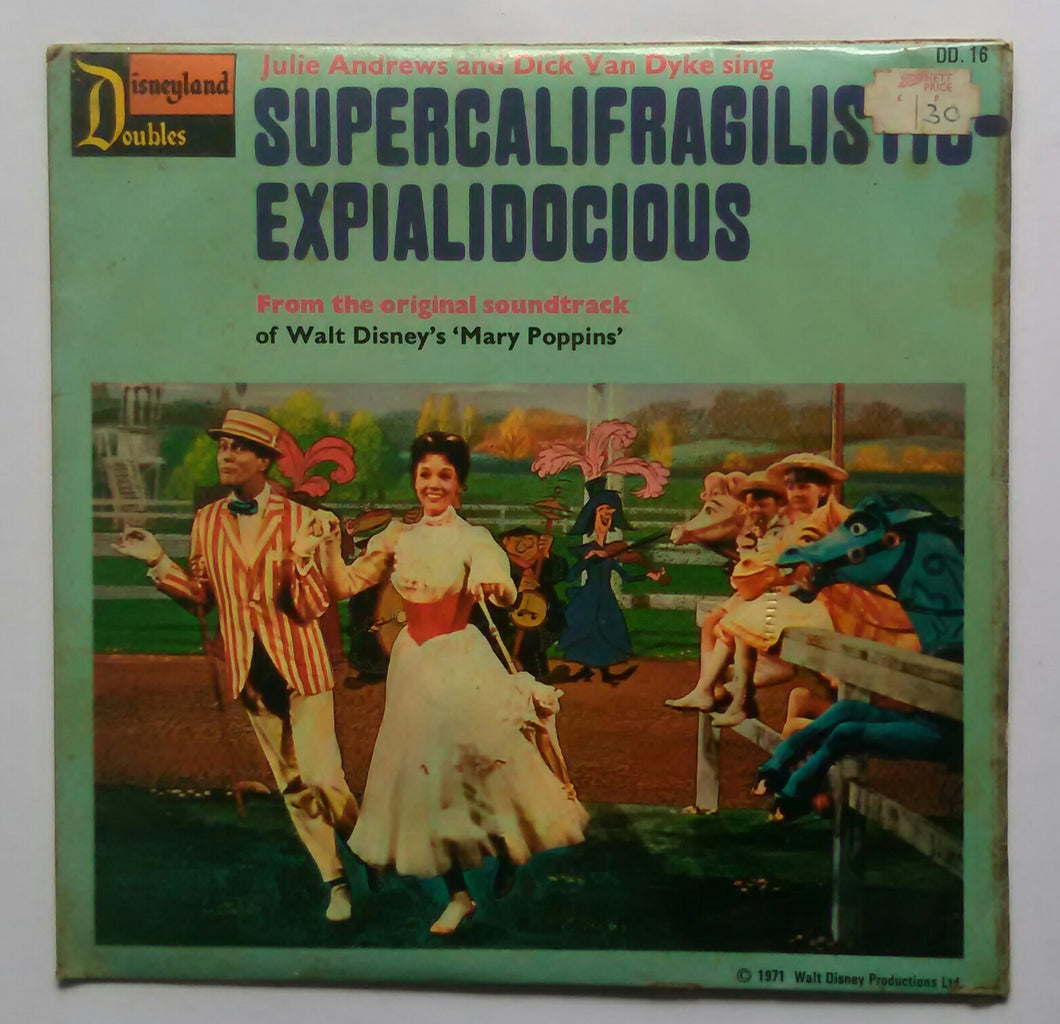 Disneyland
Doubles
Julie Andrews and Dick Van Dyke sing
DD. 16
NETT
PRICE
30
SUPERCALIFRAGILISTIC-
EXPIALIDOCIOUS
From the original soundtrack
of Walt Disney's ‘Mary Poppins’
© 1971 Walt Disney Productions Ltd.